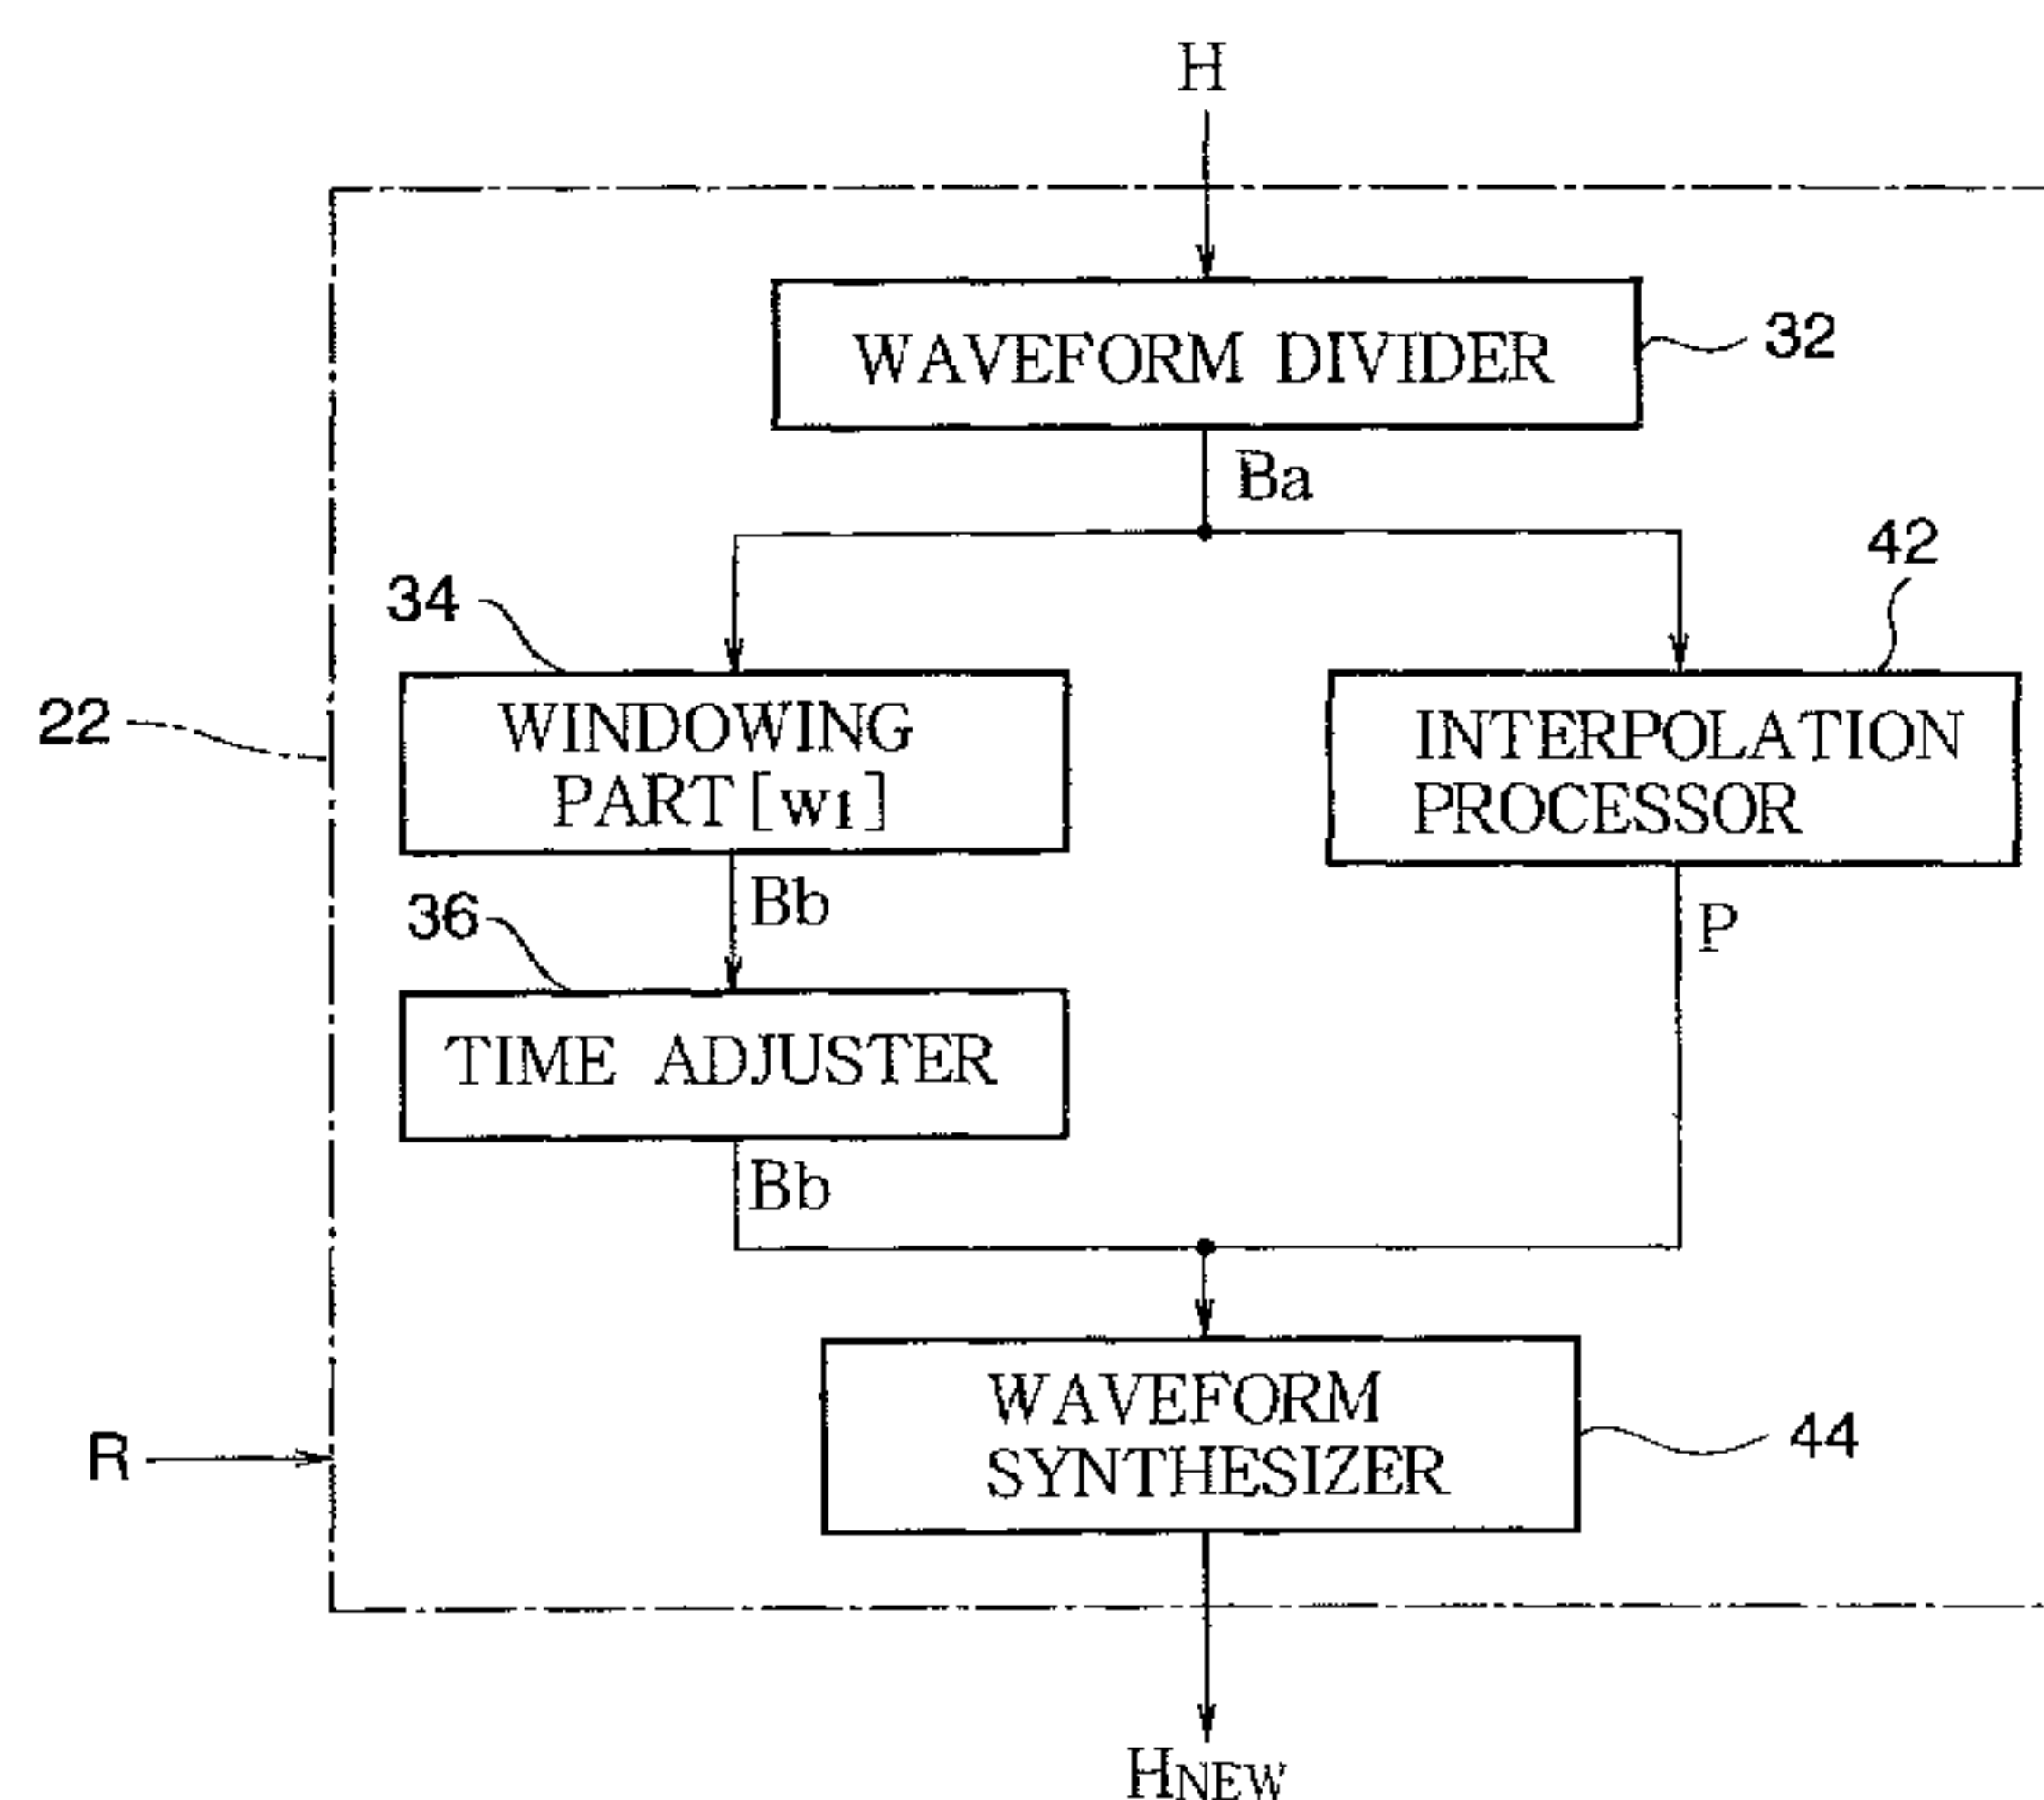 H
WAVEFORM DIVIDER
32
Ba
42
34
22
WINDOWING
PART[w1]
INTERPOLATION
PROCESSOR
36
Bb
P
TIME ADJUSTER
Bb
WAVEFORM
SYNTHESIZER
44
R
HNEW